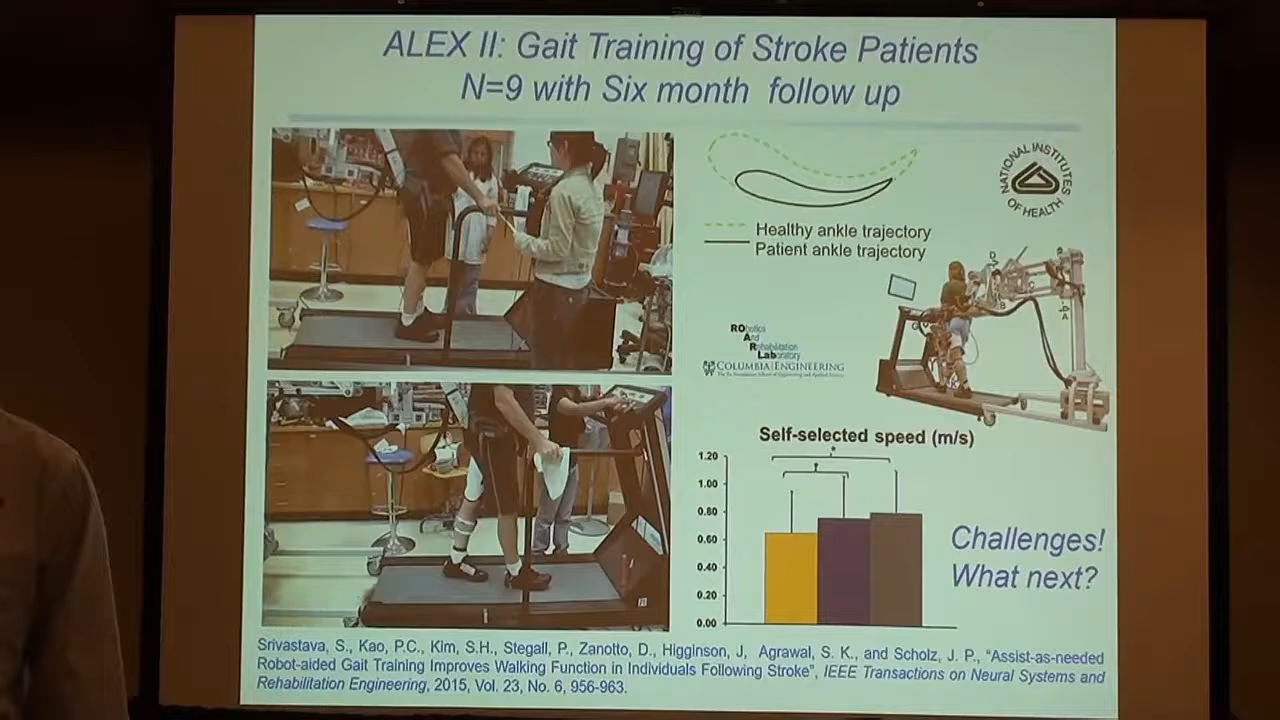 ALEX II: Gait Training of Stroke Patients
N=9 with Six month follow up
NATIONAL INSTITUTES
OF HEALTH
Healthy ankle trajectory
Patient ankle trajectory
RObotics
And
Rehabilitation
Laboratory
COLUMBIA ENGINEERING
The Fu Foundation School of Engineering and Applied Science
Self-selected speed (m/s)
1.20
1.00
0.80
0.60
0.40
0.20
0.00
Challenges!
What next?
Srivastava, S., Kao, P.C., Kim, S.H., Stegall, P., Zanotto, D., Higginson, J, Agrawal, S. K., and Scholz, J. P., "Assist-as-needed
Robot-aided Gait Training Improves Walking Function in Individuals Following Stroke", IEEE Transactions on Neural Systems and
Rehabilitation Engineering, 2015, Vol. 23, No. 6, 956-963.